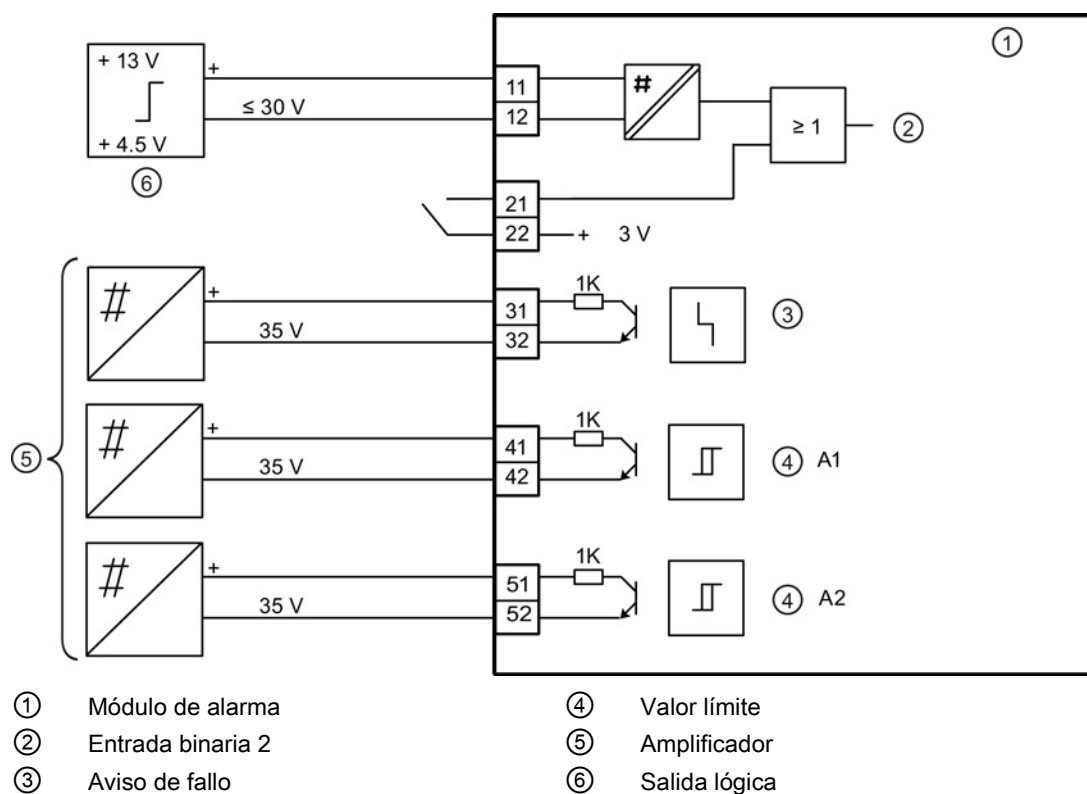 ①
+ 13 V
+
11
#
≤ 30 V
12
≥ 1
②
+ 4.5 V
⑥
21
22
+ 3 V
#
+
1K
31
③
35 V
32
#
+
1K
41
⑤
35 V
42
④ A1
#
+
1K
51
35 V
52
④ A2
① Módulo de alarma
④ Valor límite
② Entrada binaria 2
⑤ Amplificador
③ Aviso de fallo
⑥ Salida lógica